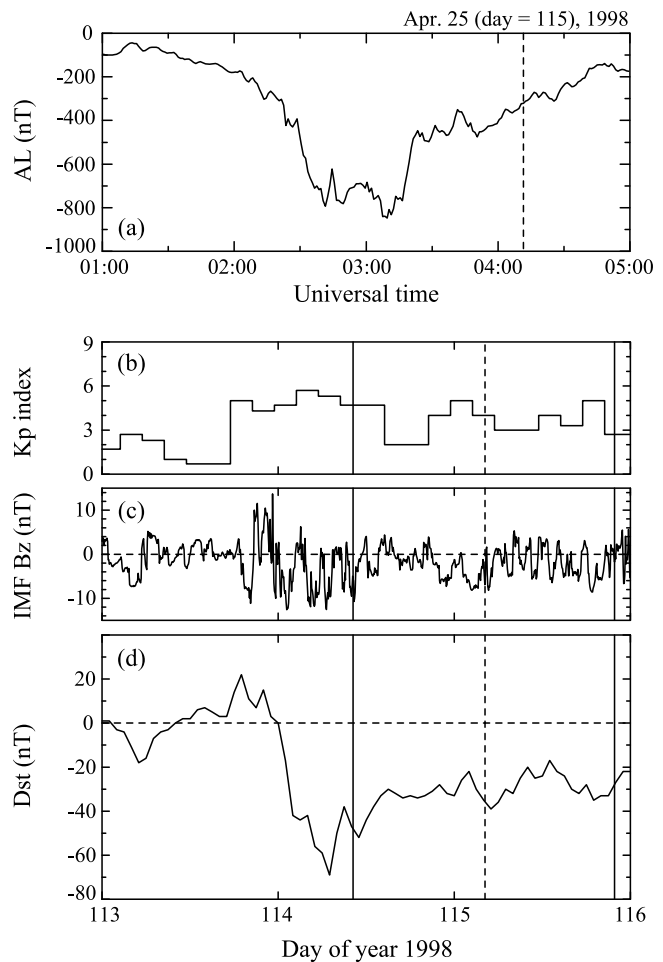 Apr. 25 (day = 115), 1998
0
-200
-400
-600
-800
-1000
AL (nT)
(a)
01:00 02:00 03:00 04:00 05:00
Universal time
9
6
3
0
Kp index
(b)
10
0
-10
IMF Bz (nT)
(c)
20
0
-20
-40
-60
-80
Dst (nT)
(d)
113 114 115 116
Day of year 1998